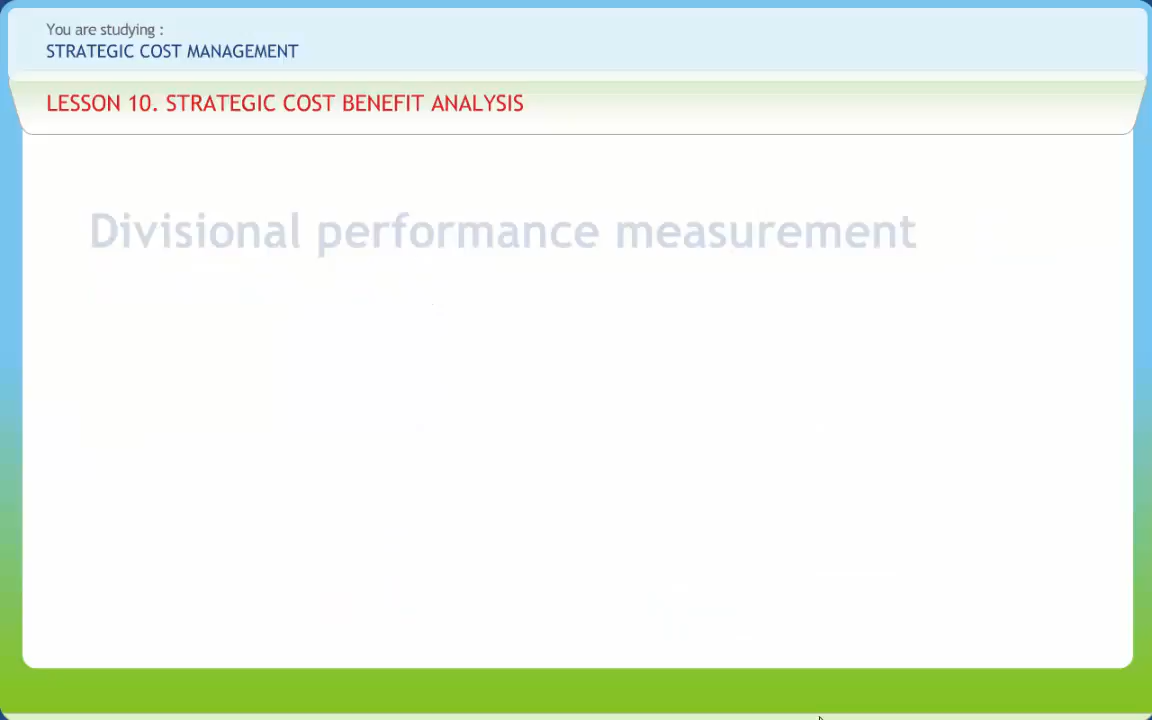 You are studying :
STRATEGIC COST MANAGEMENT
LESSON 10. STRATEGIC COST BENEFIT ANALYSIS
Divisional performance measurement